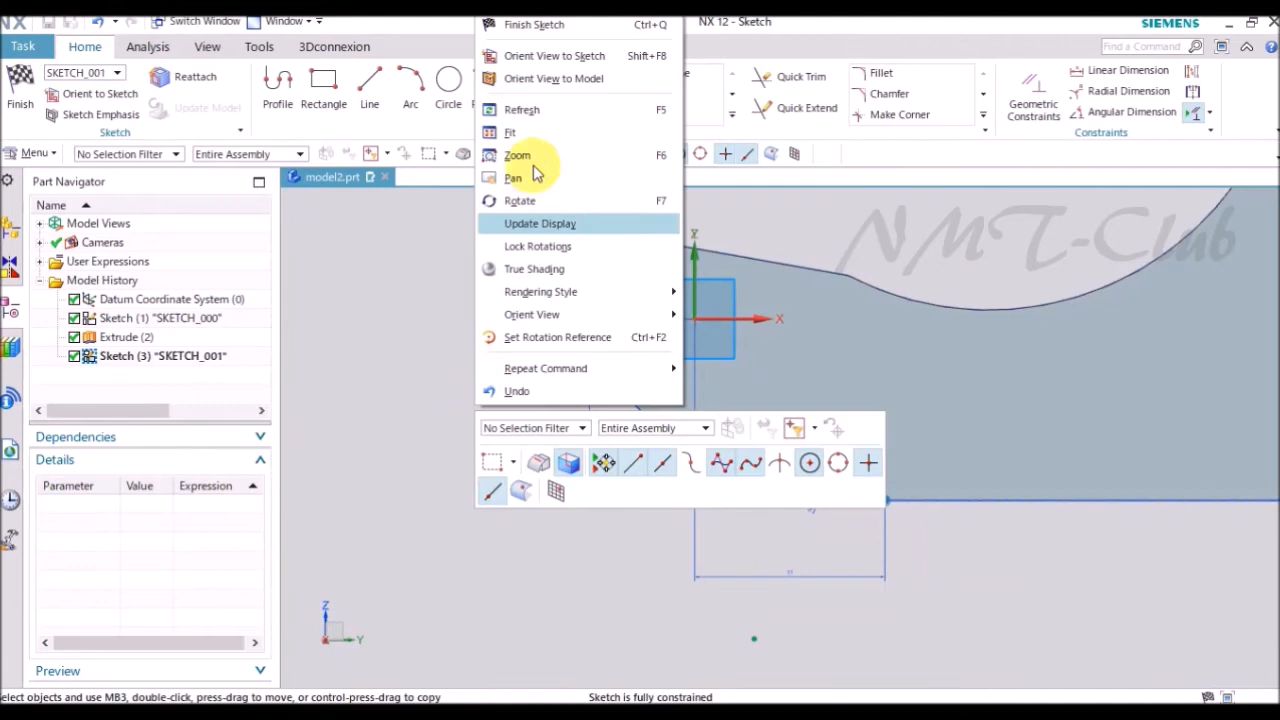 NX
Switch Window
Window
NX 12 - Sketch
SIEMENS
Task
Home
Analysis
View
Tools
3Dconnexion
Find a Command
Finish
SKETCH_001
Orient to Sketch
Sketch Emphasis
Reattach
Update Model
Sketch
Profile
Rectangle
Line
Arc
Circle
Quick Trim
Quick Extend
Fillet
Chamfer
Make Corner
Geometric
Constraints
Linear Dimension
Radial Dimension
Angular Dimension
Constraints
Menu
No Selection Filter
Entire Assembly
Part Navigator
model2.prt
Name
Model Views
Cameras
User Expressions
Model History
Datum Coordinate System (0)
Sketch (1) "SKETCH_000"
Extrude (2)
Sketch (3) "SKETCH_001"
Dependencies
Details
Parameter
Value
Expression
Preview
Finish Sketch Ctrl+Q
Orient View to Sketch Shift+F8
Orient View to Model
Refresh F5
Fit
Zoom F6
Pan
Rotate F7
Update Display
Lock Rotations
True Shading
Rendering Style
Orient View
Set Rotation Reference Ctrl+F2
Repeat Command
Undo
No Selection Filter
Entire Assembly
Z
X
N/IT-Club
Z
Y
elect objects and use MB3, double-click, press-drag to move, or control-press-drag to copy
Sketch is fully constrained